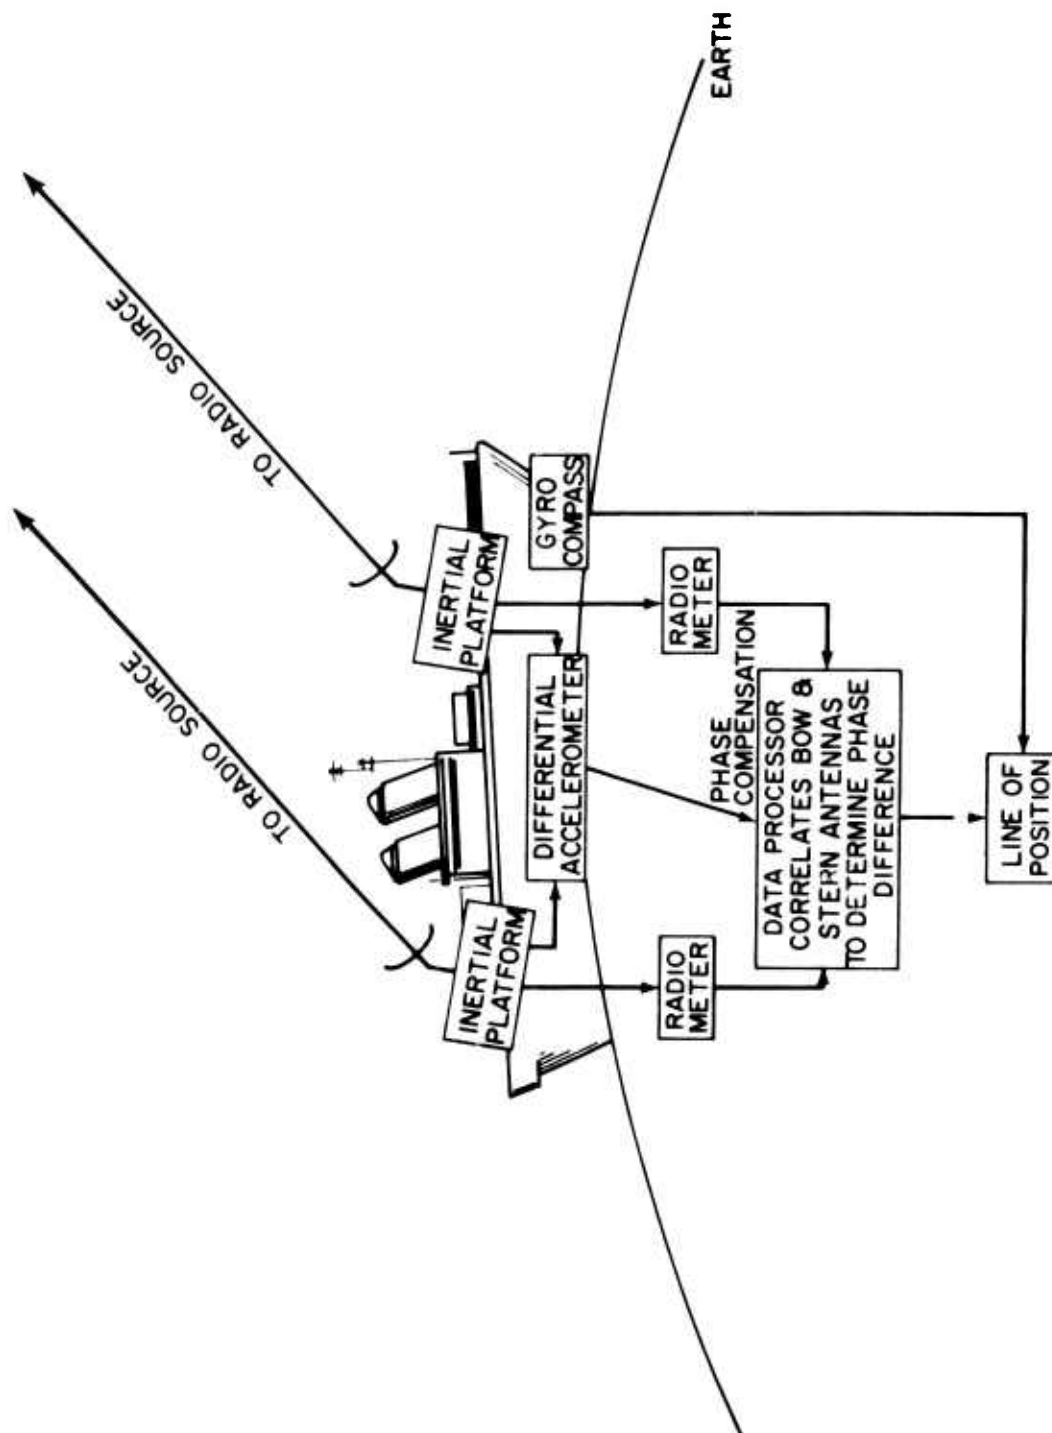 TO RADIO SOURCE
TO RADIO SOURCE
INERTIAL
PLATFORM
INERTIAL
PLATFORM
DIFFERENTIAL
ACCELEROMETER
GYRO
COMPASS
EARTH
RADIO
METER
RADIO
METER
PHASE
COMPENSATION
DATA PROCESSOR
CORRELATES BOW &
STERN ANTENNAS
TO DETERMINE PHASE
DIFFERENCE
LINE OF
POSITION